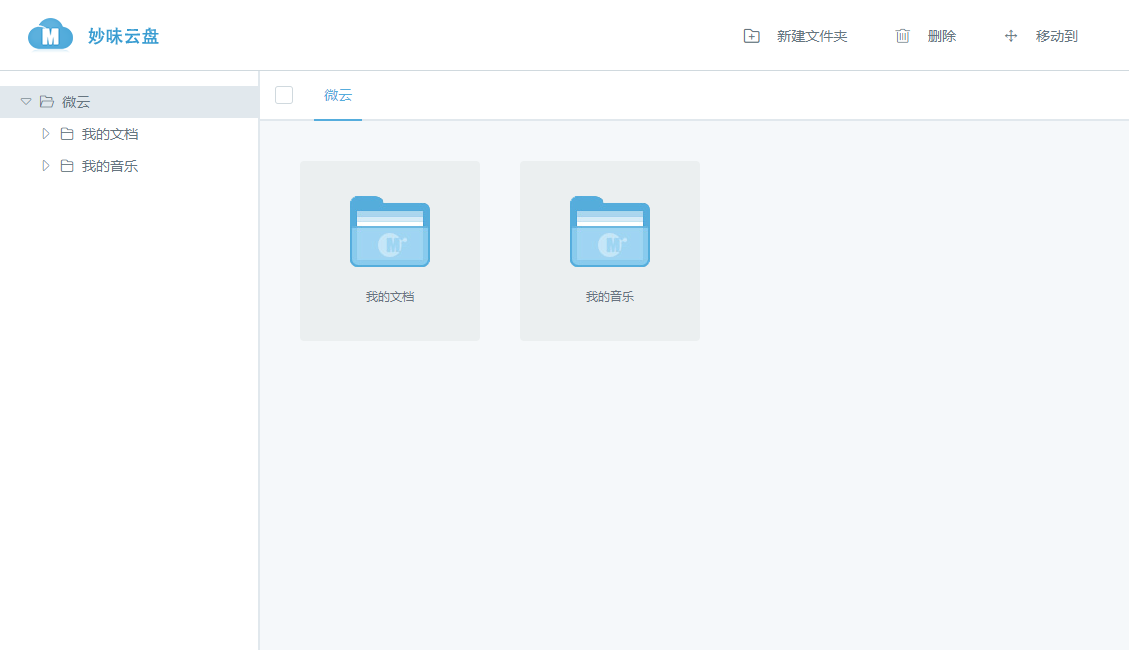 妙味云盘
新建文件夹
删除
移动到
微云
我的文档
我的音乐
微云
我的文档
我的音乐